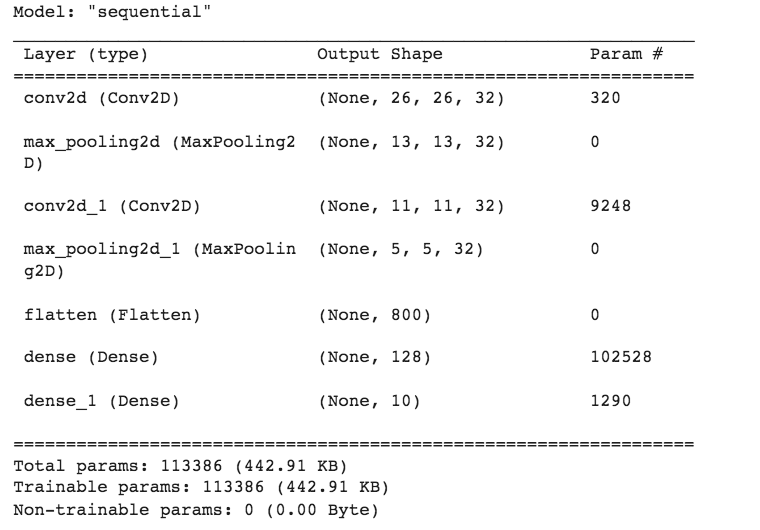 Model: "sequential"
Layer (type) Output Shape Param #
=================================================================
conv2d (Conv2D) (None, 26, 26, 32) 320
max_pooling2d (MaxPooling2 (None, 13, 13, 32) 0
D)
conv2d_1 (Conv2D) (None, 11, 11, 32) 9248
max_pooling2d_1 (MaxPoolin (None, 5, 5, 32) 0
g2D)
flatten (Flatten) (None, 800) 0
dense (Dense) (None, 128) 102528
dense_1 (Dense) (None, 10) 1290
=================================================================
Total params: 113386 (442.91 KB)
Trainable params: 113386 (442.91 KB)
Non-trainable params: 0 (0.00 Byte)